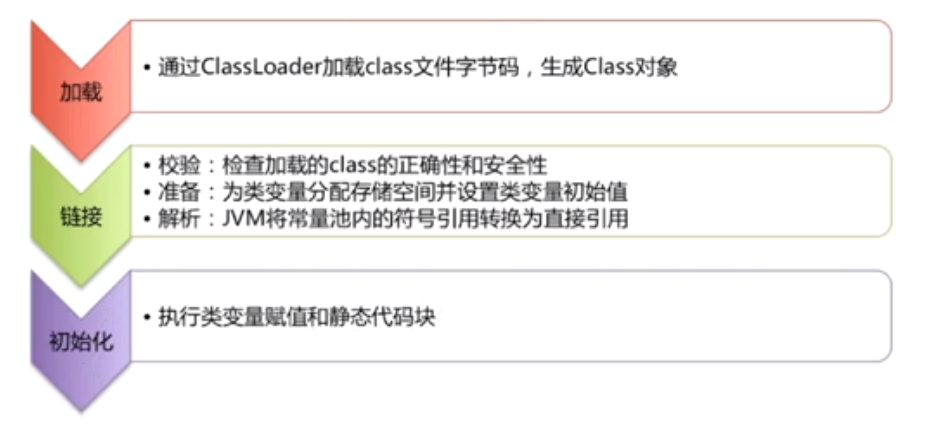 加载
• 通过ClassLoader加载class文件字节码，生成Class对象
链接
• 校验：检查加载的class的正确性和安全性
• 准备：为类变量分配存储空间并设置类变量初始值
• 解析：JVM将常量池内的符号引用转换为直接引用
初始化
• 执行类变量赋值和静态代码块